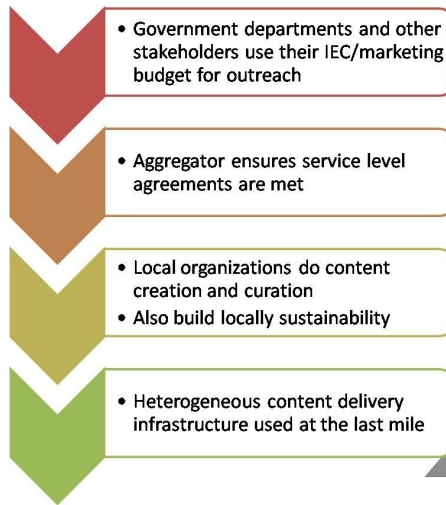 • Government departments and other
stakeholders use their IEC/marketing
budget for outreach
• Aggregator ensures service level
agreements are met
• Local organizations do content
creation and curation
• Also build locally sustainability
• Heterogeneous content delivery
infrastructure used at the last mile